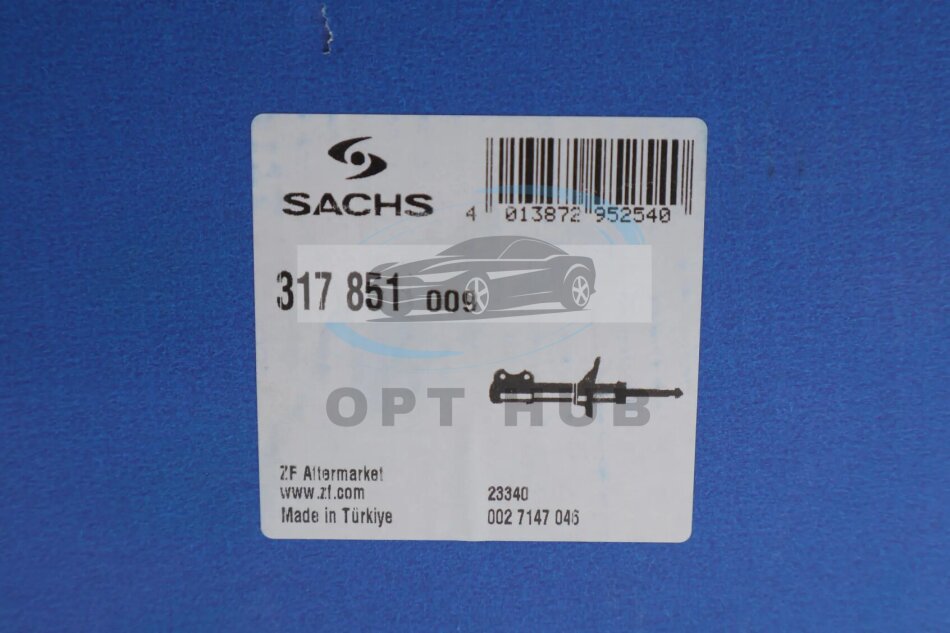 SACHS
4 013872 952540
317 851 009
OPT HUB
ZF Aftermarket
www.zf.com
Made in Türkiye
23340
002 7147 046